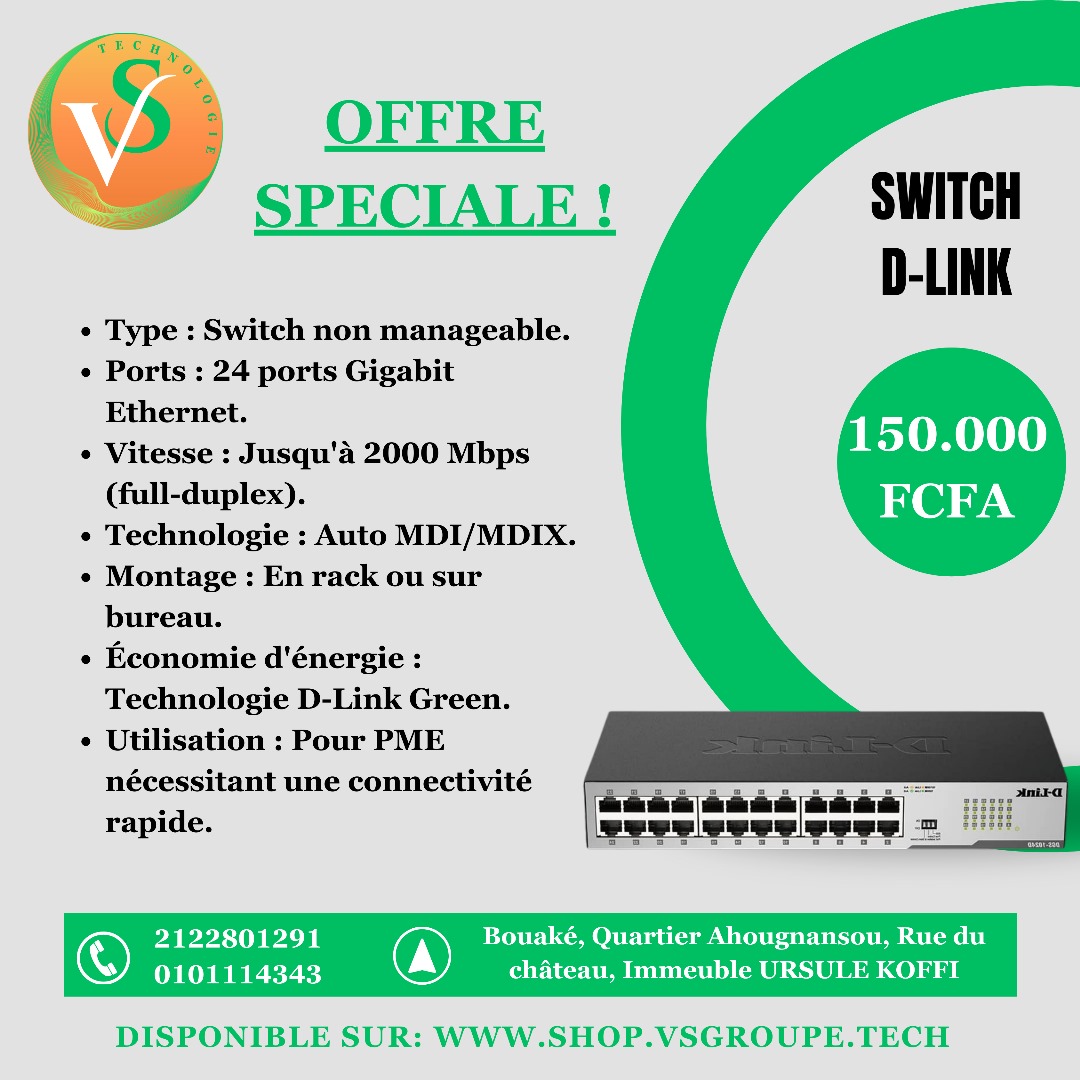 TECHNOLOGIE
VS
OFFRE
SPECIALE !
SWITCH
D-LINK
150.000
FCFA
• Type : Switch non manageable.
• Ports : 24 ports Gigabit
Ethernet.
• Vitesse : Jusqu'à 2000 Mbps
(full-duplex).
• Technologie : Auto MDI/MDIX.
• Montage : En rack ou sur
bureau.
• Économie d'énergie :
Technologie D-Link Green.
• Utilisation : Pour PME
nécessitant une connectivité
rapide.
D-Link
D-Link
DGS-1024D
2122801291
0101114343
Bouaké, Quartier Ahougnansou, Rue du
château, Immeuble URSULE KOFFI
DISPONIBLE SUR: WWW.SHOP.VSGROUPE.TECH